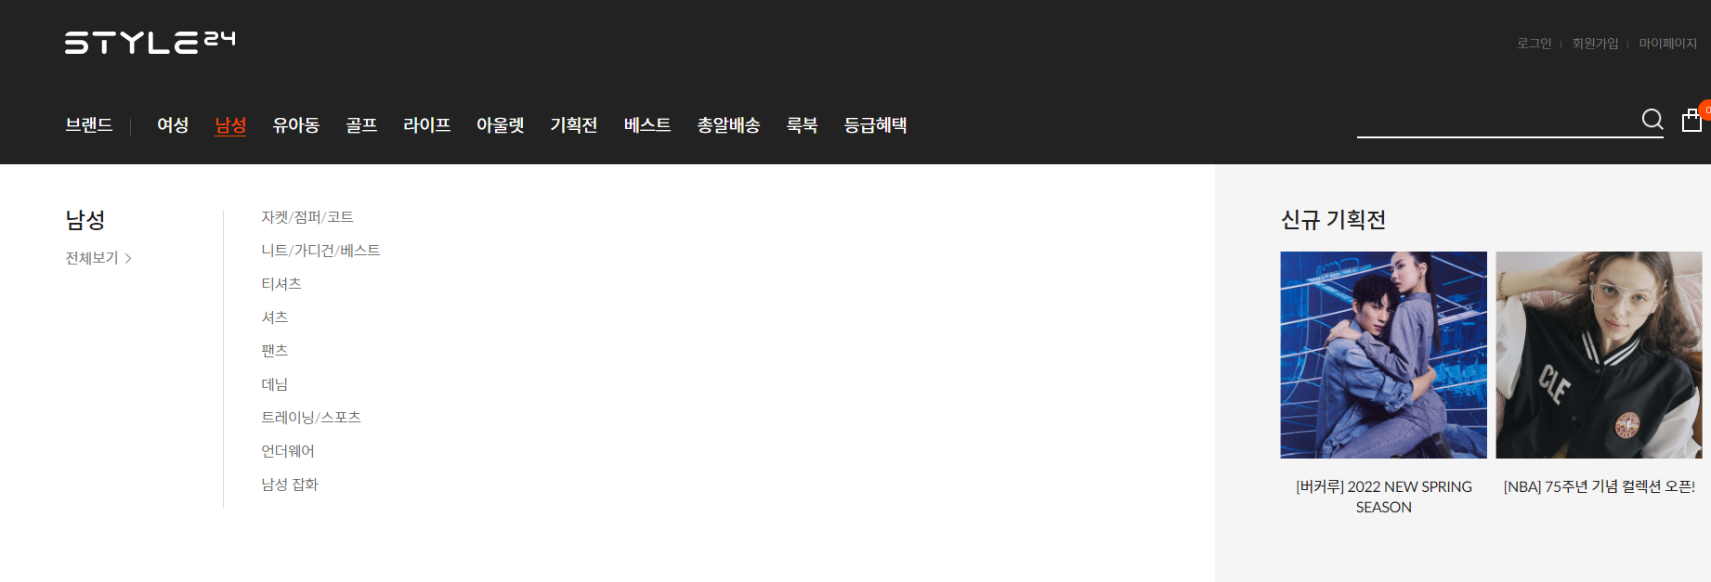 STYLE24
로그인
회원가입
마이페이지
브랜드 여성 남성 유아동 골프 라이프 아울렛 기획전 베스트 총알배송 룩북 등급혜택
0
남성
전체보기 >
자켓/점퍼/코트
니트/가디건/베스트
티셔츠
셔츠
팬츠
데님
트레이닝/스포츠
언더웨어
남성 잡화
신규 기획전
CLE
[버커루] 2022 NEW SPRING
SEASON
[NBA] 75주년 기념 컬렉션 오픈!